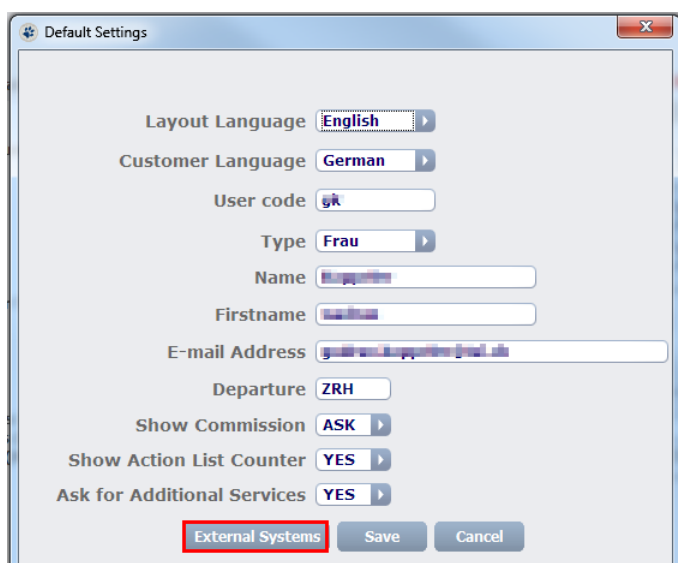 Default Settings
Layout Language English
Customer Language German
User code
Type Frau
Name
Firstname
E-mail Address
Departure ZRH
Show Commission ASK
Show Action List Counter YES
Ask for Additional Services YES
External Systems Save Cancel